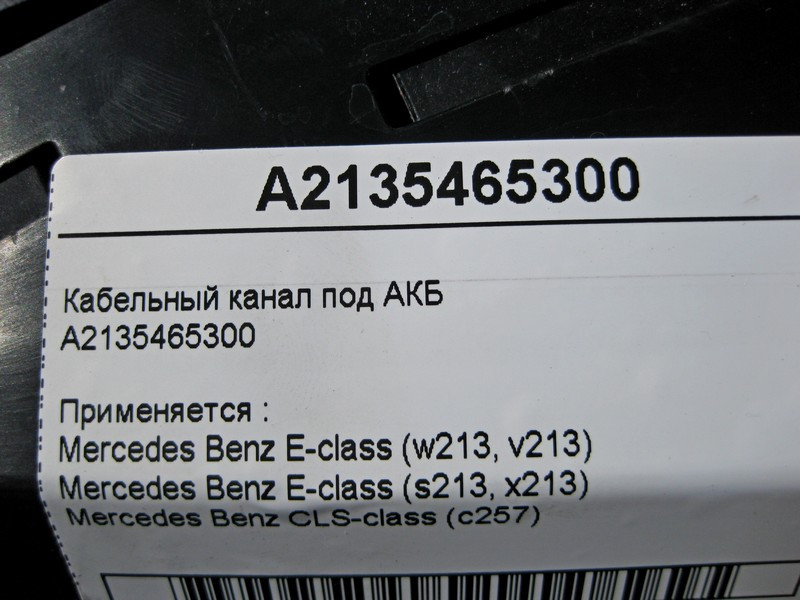 A2135465300
Кабельный канал под АКБ
A2135465300
Применяется :
Mercedes Benz E-class (w213, v213)
Mercedes Benz E-class (s213, x213)
Mercedes Benz CLS-class (c257)